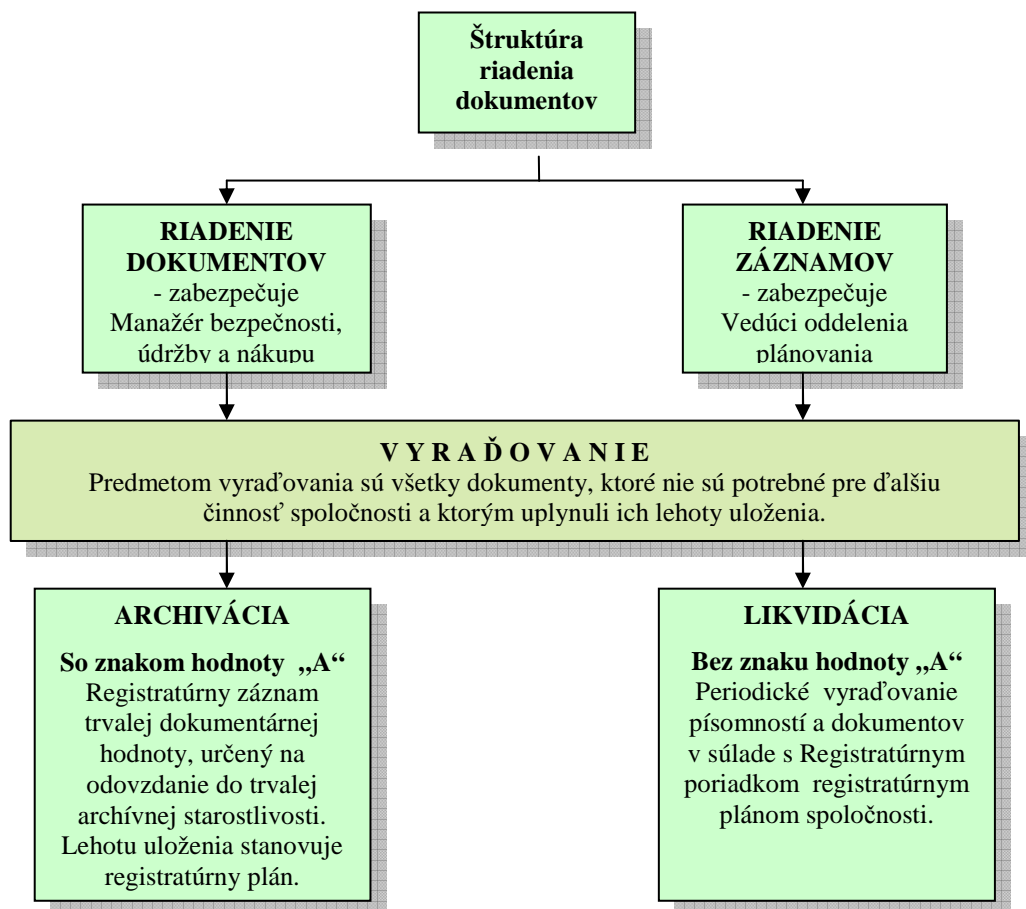 Štruktúra
riadenia
dokumentov
RIADENIE
DOKUMENTOV
- zabezpečuje
Manažér bezpečnosti,
údržby a nákupu
RIADENIE
ZÁZNAMOV
- zabezpečuje
Vedúci oddelenia
plánovania
V Y R A Ď O V A N I E
Predmetom vyraďovania sú všetky dokumenty, ktoré nie sú potrebné pre ďalšiu
činnosť spoločnosti a ktorým uplynuli ich lehoty uloženia.
ARCHIVÁCIA
So znakom hodnoty „A“
Registratúrny záznam
trvalej dokumentárnej
hodnoty, určený na
odovzdanie do trvalej
archívnej starostlivosti.
Lehotu uloženia stanovuje
registratúrny plán.
LIKVIDÁCIA
Bez znaku hodnoty „A“
Periodické vyraďovanie
písomností a dokumentov
v súlade s Registratúrnym
poriadkom registratúrnym
plánom spoločnosti.